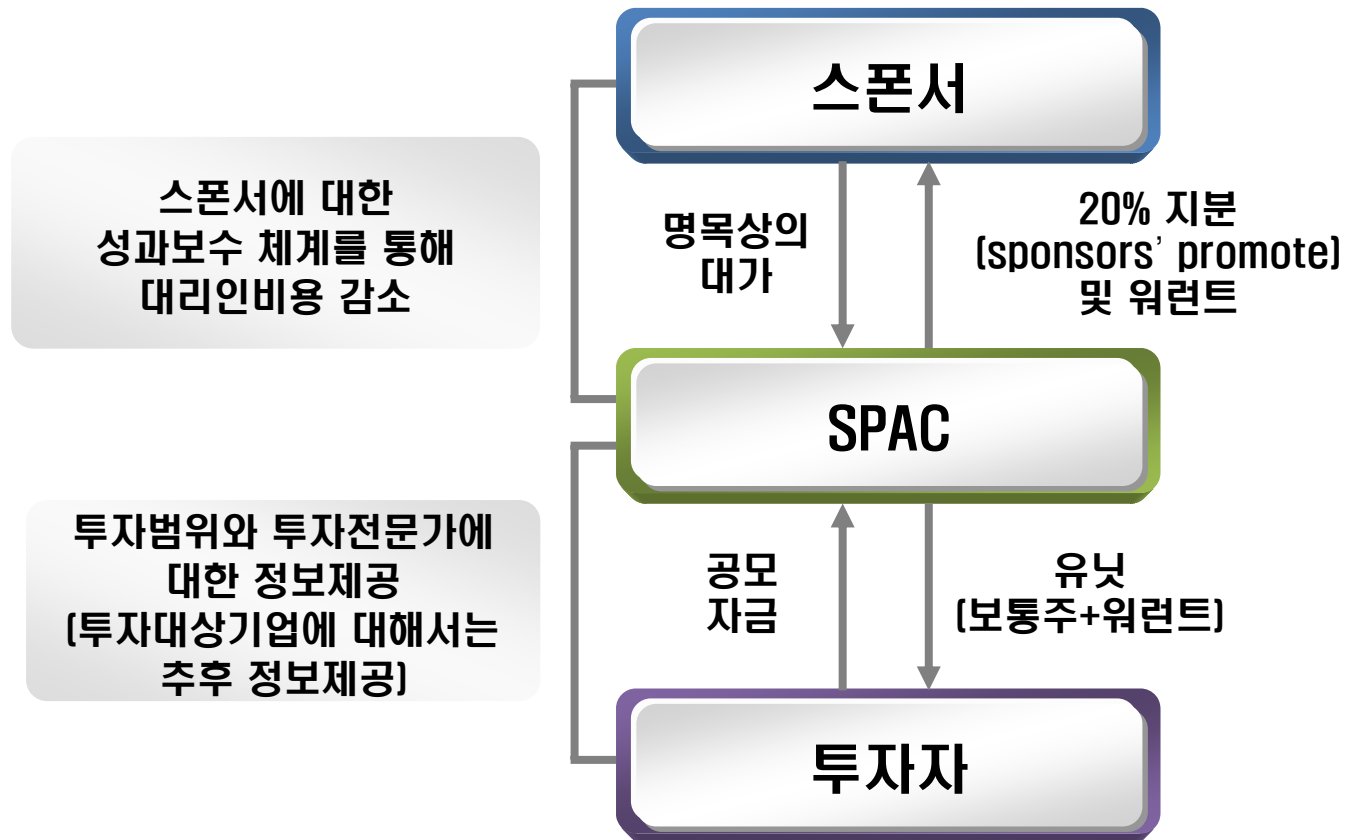 스폰서
스폰서에 대한
성과보수 체계를 통해
대리인비용 감소
명목상의
대가
20% 지분
(sponsors’ promote)
및 워런트
SPAC
투자범위와 투자전문가에
대한 정보제공
(투자대상기업에 대해서는
추후 정보제공)
공모
자금
유닛
(보통주+워런트)
투자자